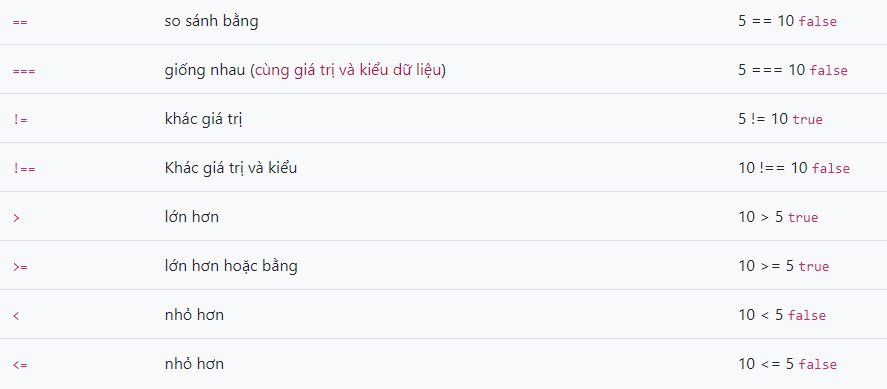 == so sánh bằng 5 == 10 false
=== giống nhau (cùng giá trị và kiểu dữ liệu) 5 === 10 false
!= khác giá trị 5 != 10 true
!== Khác giá trị và kiểu 10 !== 10 false
> lớn hơn 10 > 5 true
>= lớn hơn hoặc bằng 10 >= 5 true
< nhỏ hơn 10 < 5 false
<= nhỏ hơn 10 <= 5 false